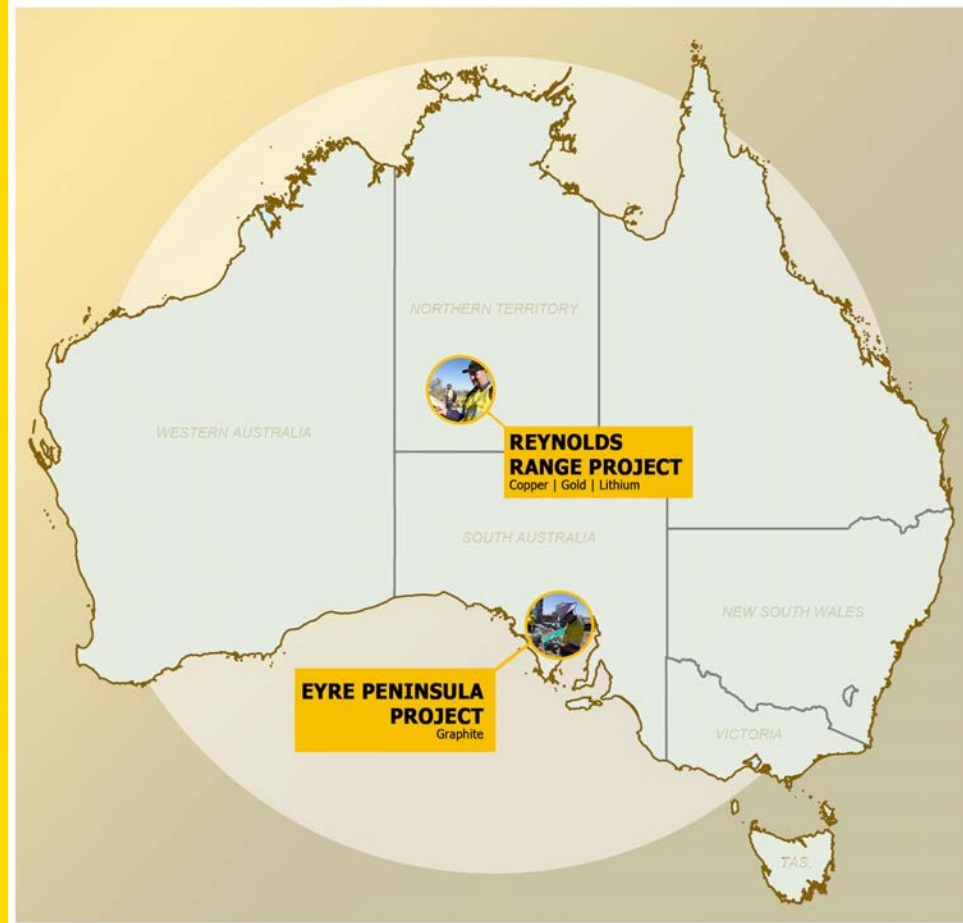 NORTHERN TERRITORY
WESTERN AUSTRALIA
REYNOLDS
RANGE PROJECT
Copper | Gold | Lithium
SOUTH AUSTRALIA
NEW SOUTH WALES
EYRE PENINSULA
PROJECT
Graphite
VICTORIA
TAS.